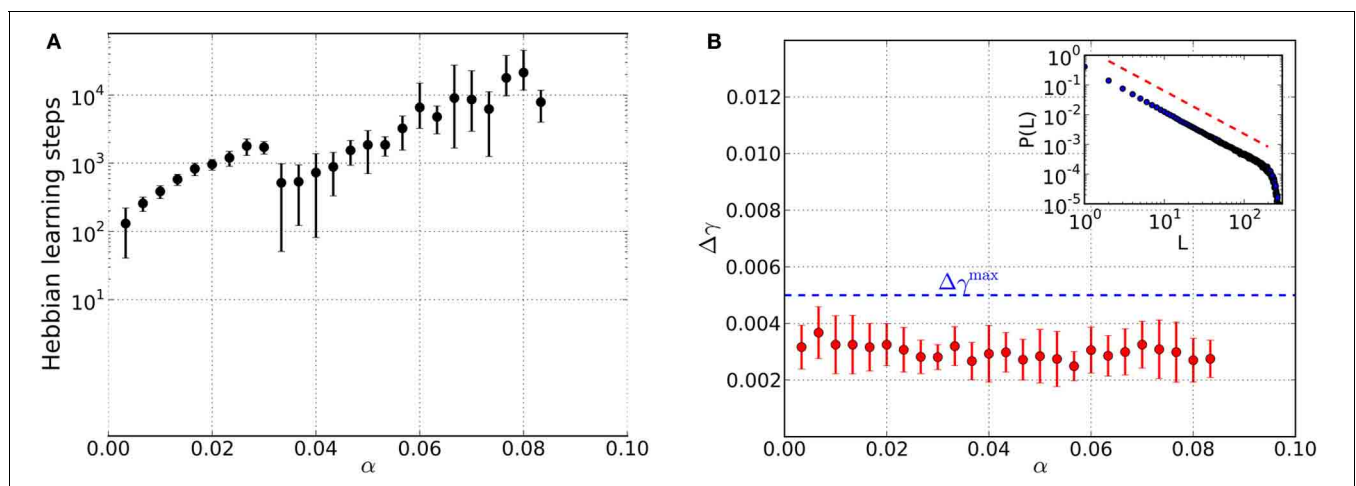 A
Hebbian learning steps
10^4
10^3
10^2
10^1
0.00 0.02 0.04 0.06 0.08 0.10
α
B
Δγ
0.012
0.010
0.008
0.006
0.004
0.002
Δγ^max
0.00 0.02 0.04 0.06 0.08 0.10
α
P(L)
10^0
10^-1
10^-2
10^-3
10^-4
10^-5
10^0 10^1 10^2
L